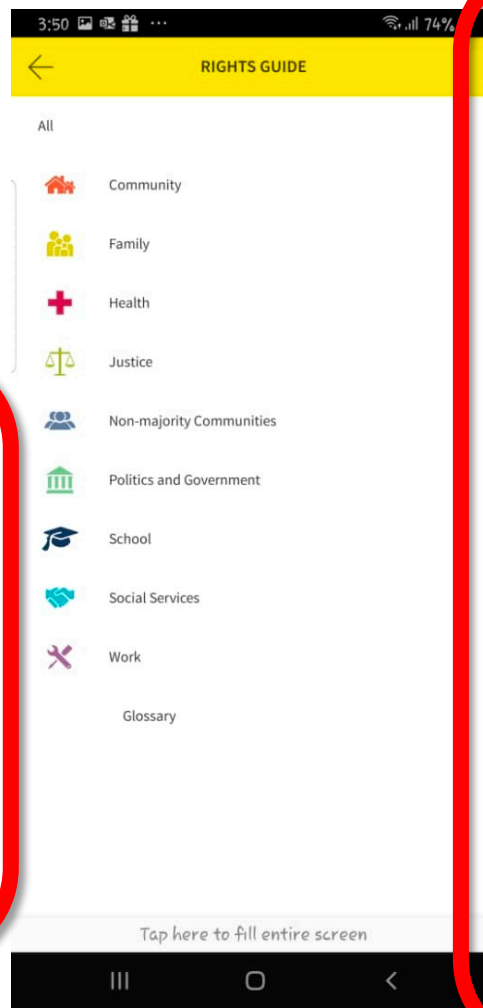 3:50 74%
RIGHTS GUIDE
All
Community
Family
Health
Justice
Non-majority Communities
Politics and Government
School
Social Services
Work
Glossary
Tap here to fill entire screen